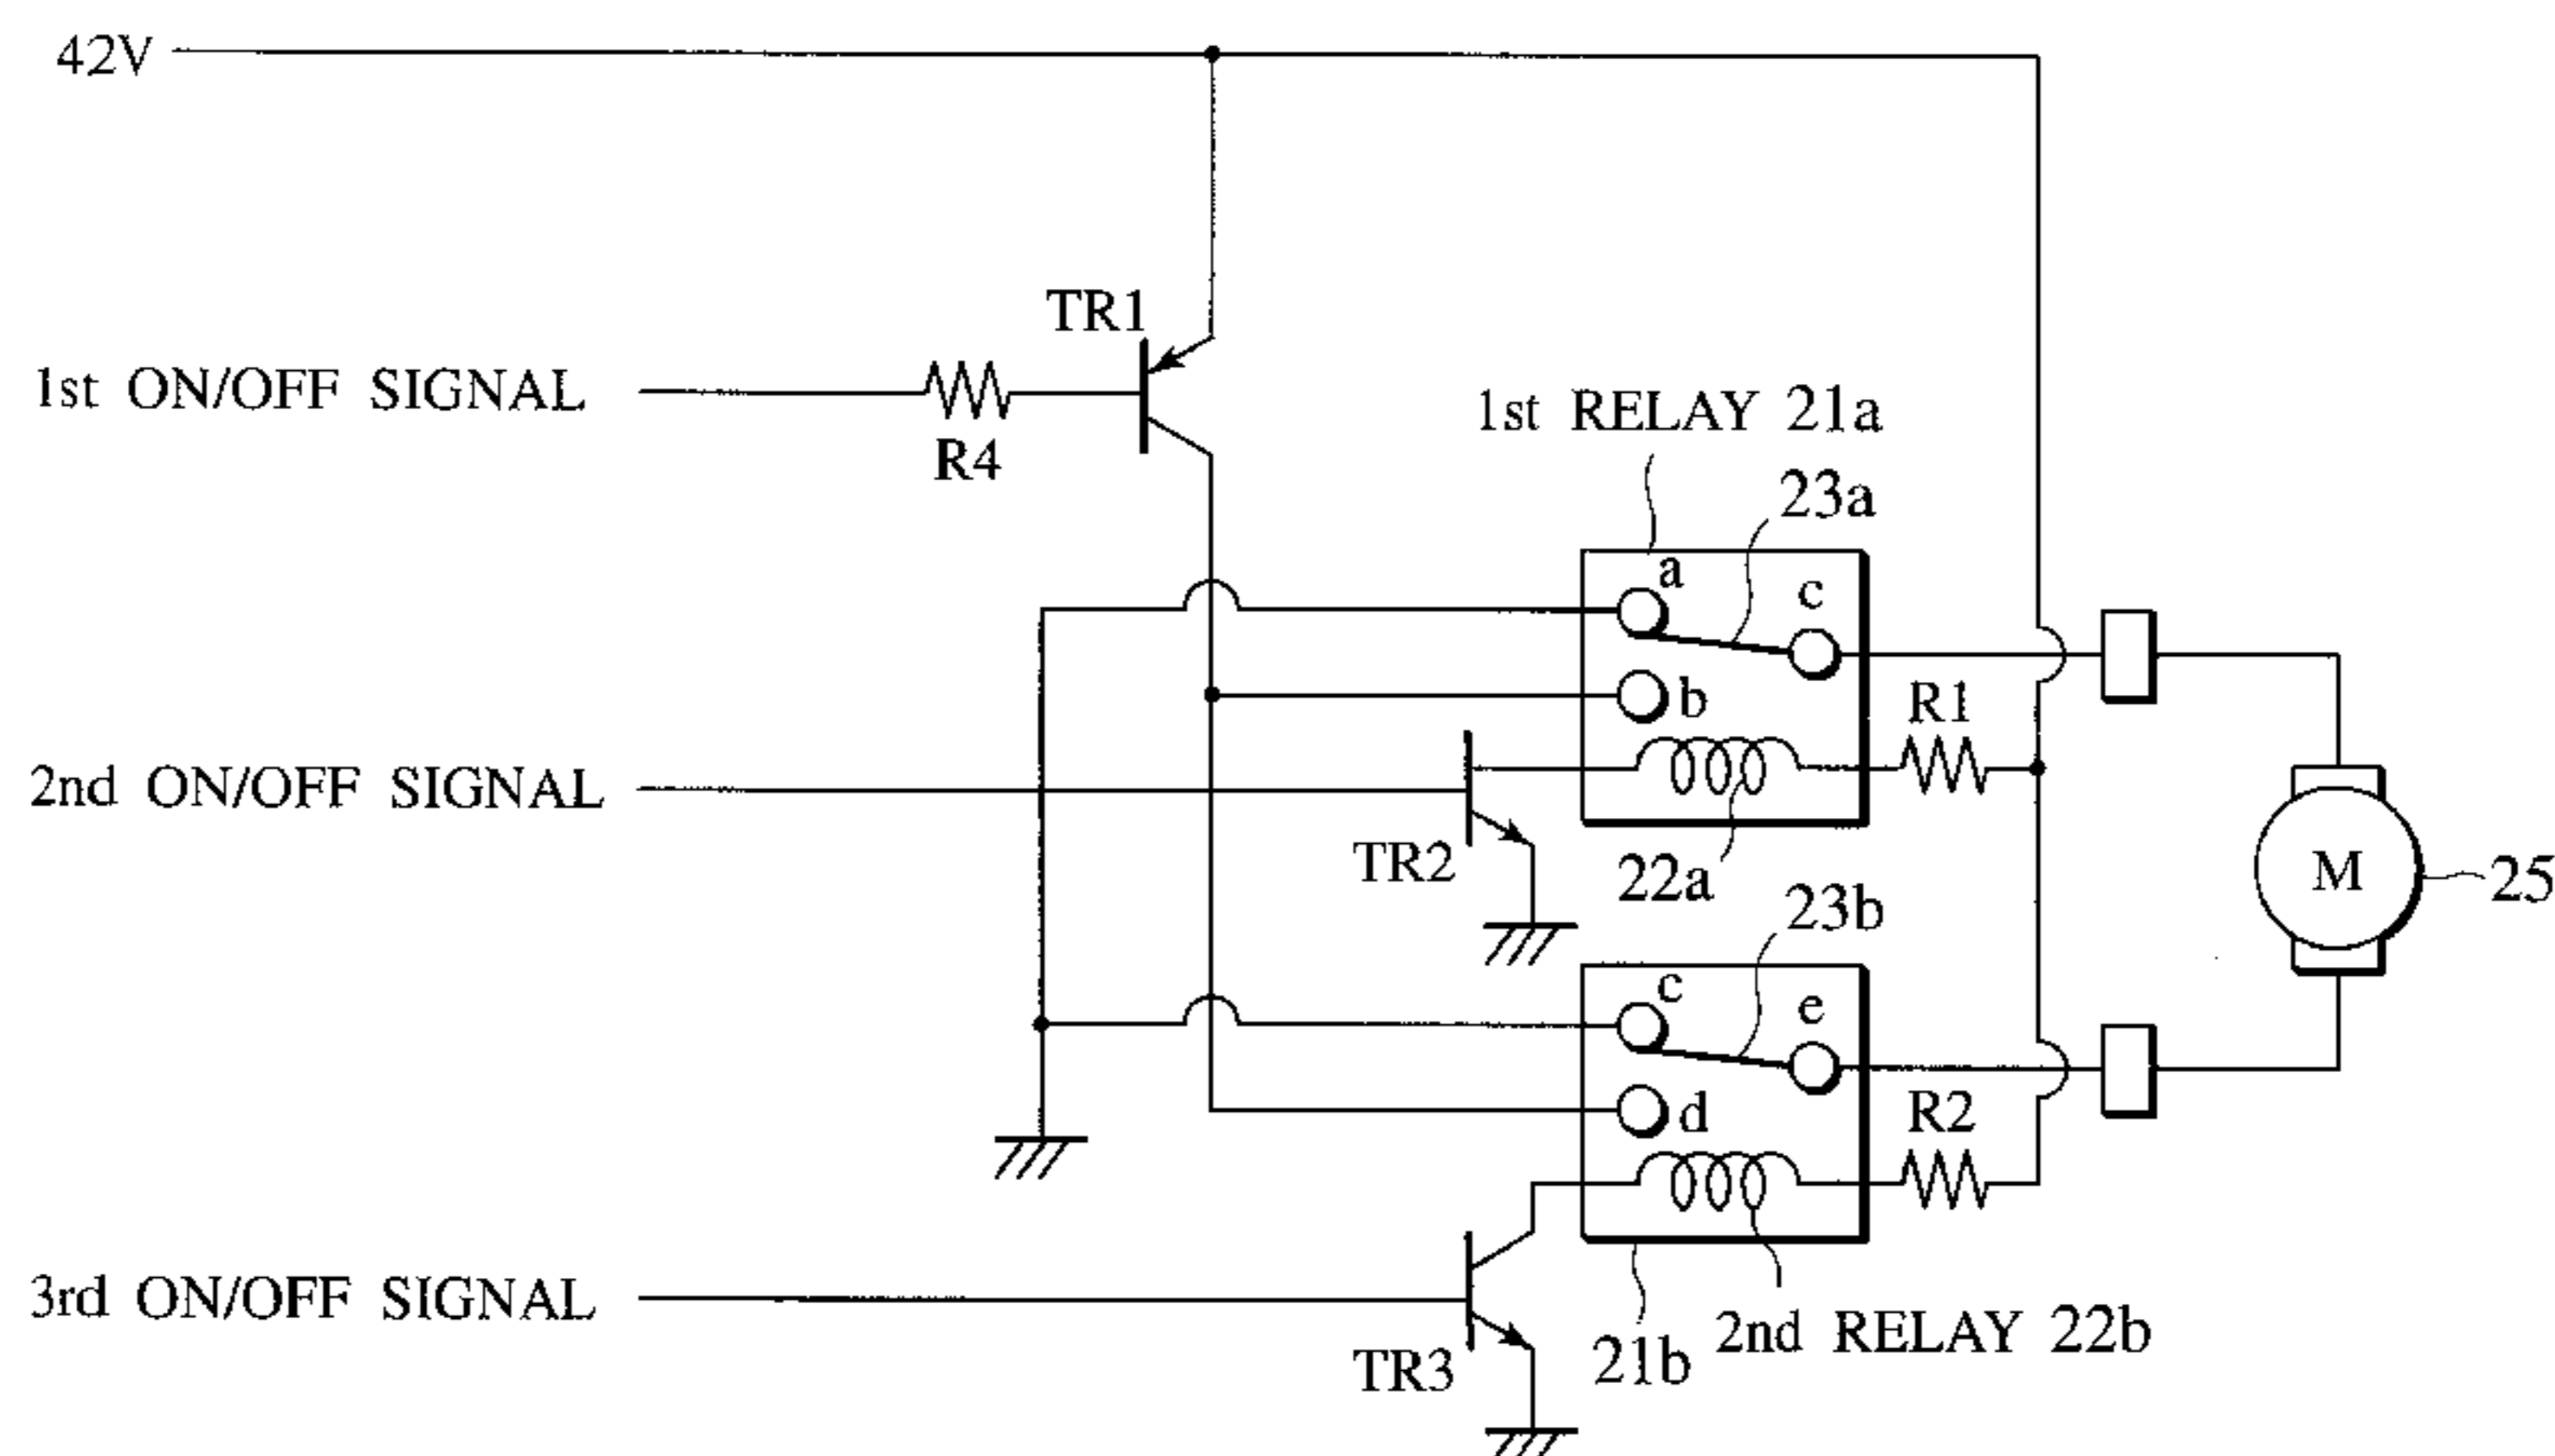 42V
TR1
1st ON/OFF SIGNAL
R4
1st RELAY 21a
23a
a
c
b
R1
2nd ON/OFF SIGNAL
TR2
22a
M
25
23b
c
e
d
R2
3rd ON/OFF SIGNAL
TR3
21b
2nd RELAY 22b